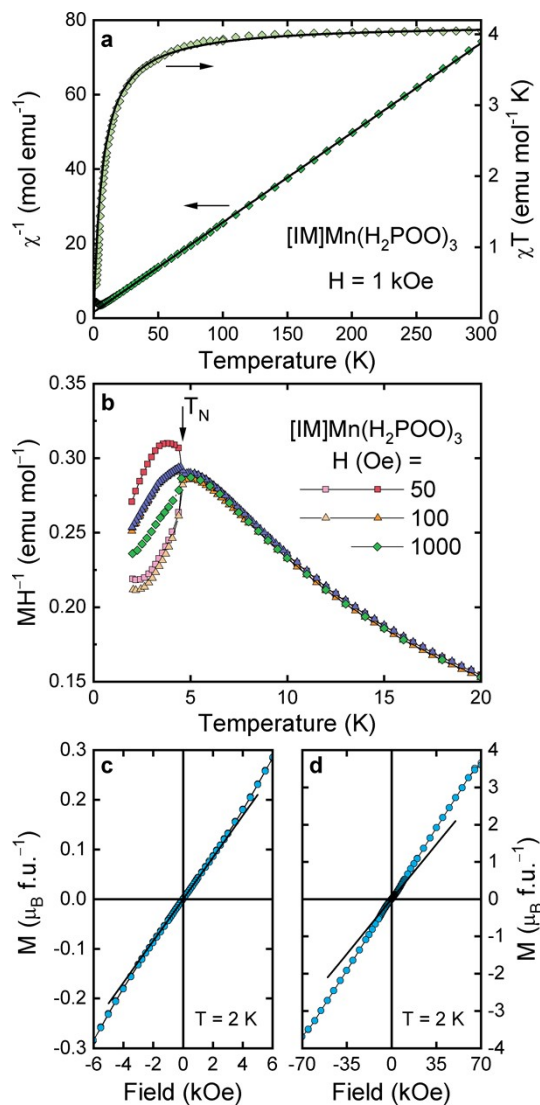 a
80
60
40
20
0
χ⁻¹ (mol emu⁻¹)
4
3
2
1
0
χT (emu mol⁻¹ K)
[IM]Mn(H₂POO)₃
H = 1 kOe
0 50 100 150 200 250 300
Temperature (K)
b
T_N
0.35
0.30
0.25
0.20
0.15
MH⁻¹ (emu mol⁻¹)
[IM]Mn(H₂POO)₃
H (Oe) =
50
100
1000
0 5 10 15 20
Temperature (K)
c
0.3
0.2
0.1
0.0
-0.1
-0.2
-0.3
M (μ_B f.u.⁻¹)
T = 2 K
-6 -4 -2 0 2 4 6
Field (kOe)
d
4
3
2
1
0
-1
-2
-3
-4
M (μ_B f.u.⁻¹)
T = 2 K
-70 -35 0 35 70
Field (kOe)